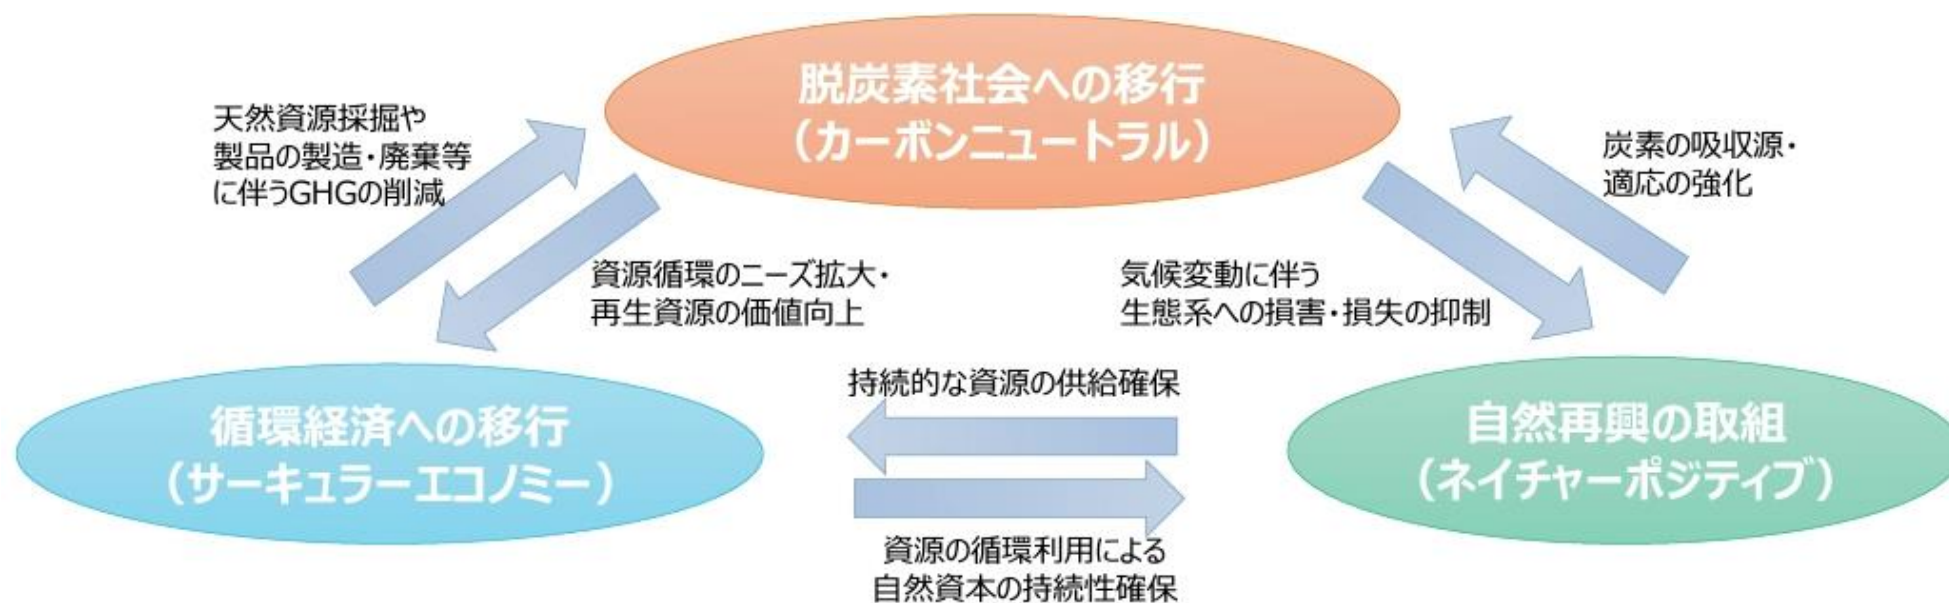 脱炭素社会への移行
（カーボンニュートラル）
天然資源採掘や
製品の製造・廃棄等
に伴うGHGの削減
炭素の吸収源・
適応の強化
資源循環のニーズ拡大・
再生資源の価値向上
気候変動に伴う
生態系への損害・損失の抑制
持続的な資源の供給確保
循環経済への移行
（サーキュラーエコノミー）
自然再興の取組
（ネイチャーポジティブ）
資源の循環利用による
自然資本の持続性確保